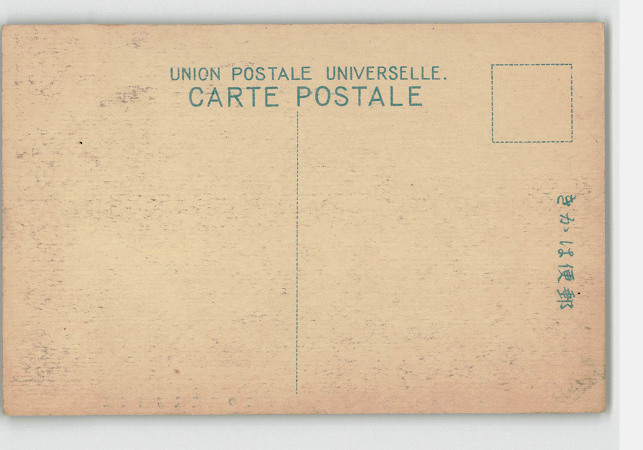 UNION POSTALE UNIVERSELLE.
CARTE POSTALE
きかは便郵